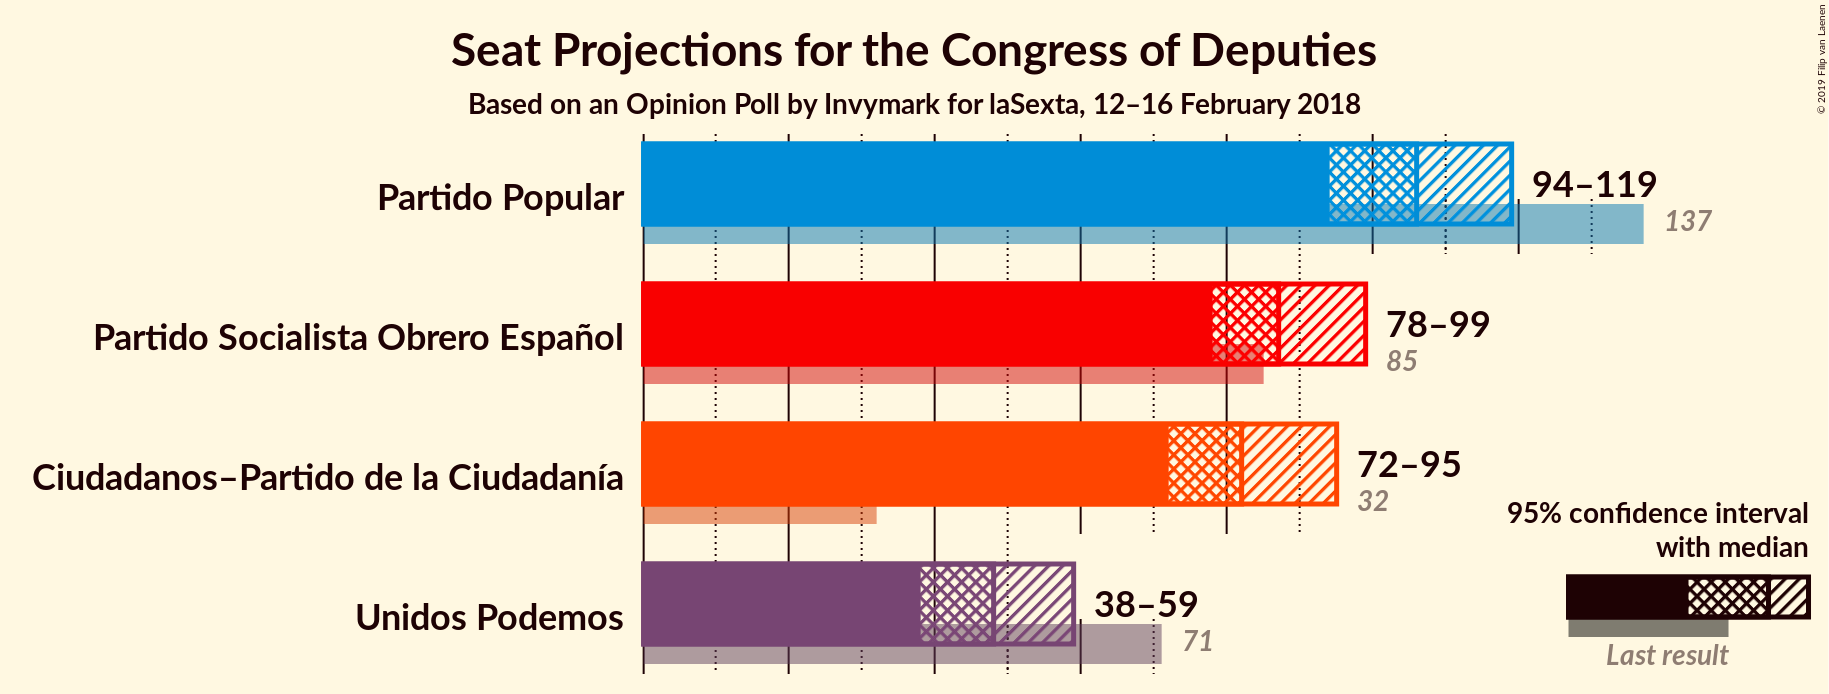 Seat Projections for the Congress of Deputies
Based on an Opinion Poll by Invymark for laSexta, 12–16 February 2018
© 2019 Filip van Laenen
Partido Popular
94–119
137
Partido Socialista Obrero Español
78–99
85
Ciudadanos–Partido de la Ciudadanía
72–95
32
95% confidence interval
with median
Unidos Podemos
38–59
71
Last result